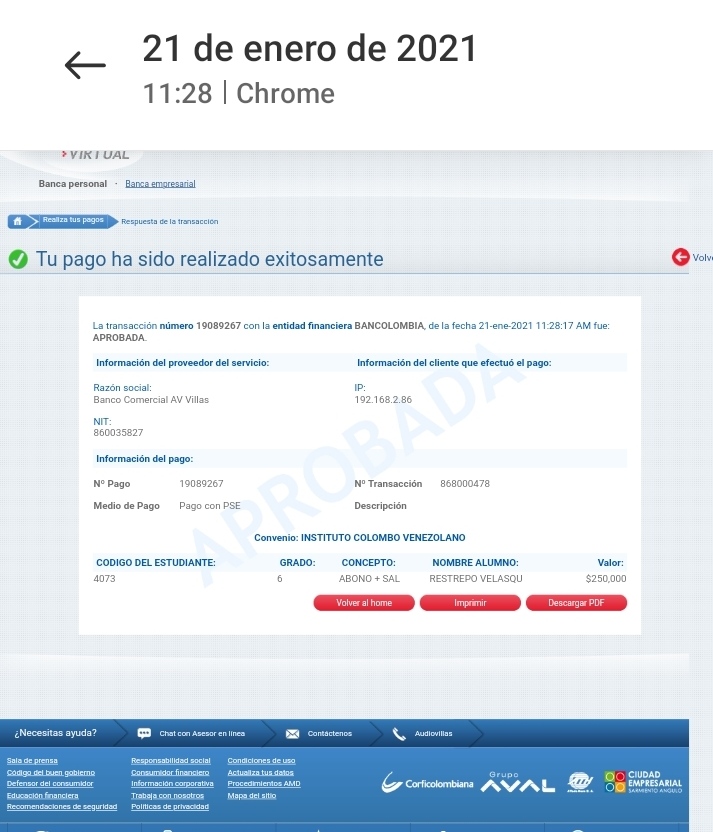 21 de enero de 2021
11:28 | Chrome
VIRTUAL
Banca personal · Banca empresarial
Realiza tus pagos Respuesta de la transacción
Tu pago ha sido realizado exitosamente
Volve
La transacción número 19089267 con la entidad financiera BANCOLOMBIA, de la fecha 21-ene-2021 11:28:17 AM fue:
APROBADA.
Información del proveedor del servicio: Información del cliente que efectuó el pago:
Razón social: IP:
Banco Comercial AV Villas 192.168.2.86
NIT:
860035827
APROBADA
Información del pago:
Nº Pago 19089267 Nº Transacción 868000478
Medio de Pago Pago con PSE Descripción
Convenio: INSTITUTO COLOMBO VENEZOLANO
CODIGO DEL ESTUDIANTE: GRADO: CONCEPTO: NOMBRE ALUMNO: Valor:
4073 6 ABONO + SAL RESTREPO VELASQU $250,000
Volver al home Imprimir Descargar PDF
¿Necesitas ayuda? Chat con Asesor en línea Contáctenos Audiovillas
Sala de prensa Responsabilidad social Condiciones de uso
Código del buen gobierno Consumidor financiero Actualiza tus datos
Defensor del consumidor Información corporativa Procedimientos AMD
Educación financiera Trabaja con nosotros Mapa del sitio
Recomendaciones de seguridad Políticas de privacidad
Corficolombiana
Grupo
AVAL
CIUDAD
EMPRESARIAL
SARMIENTO ANGULO